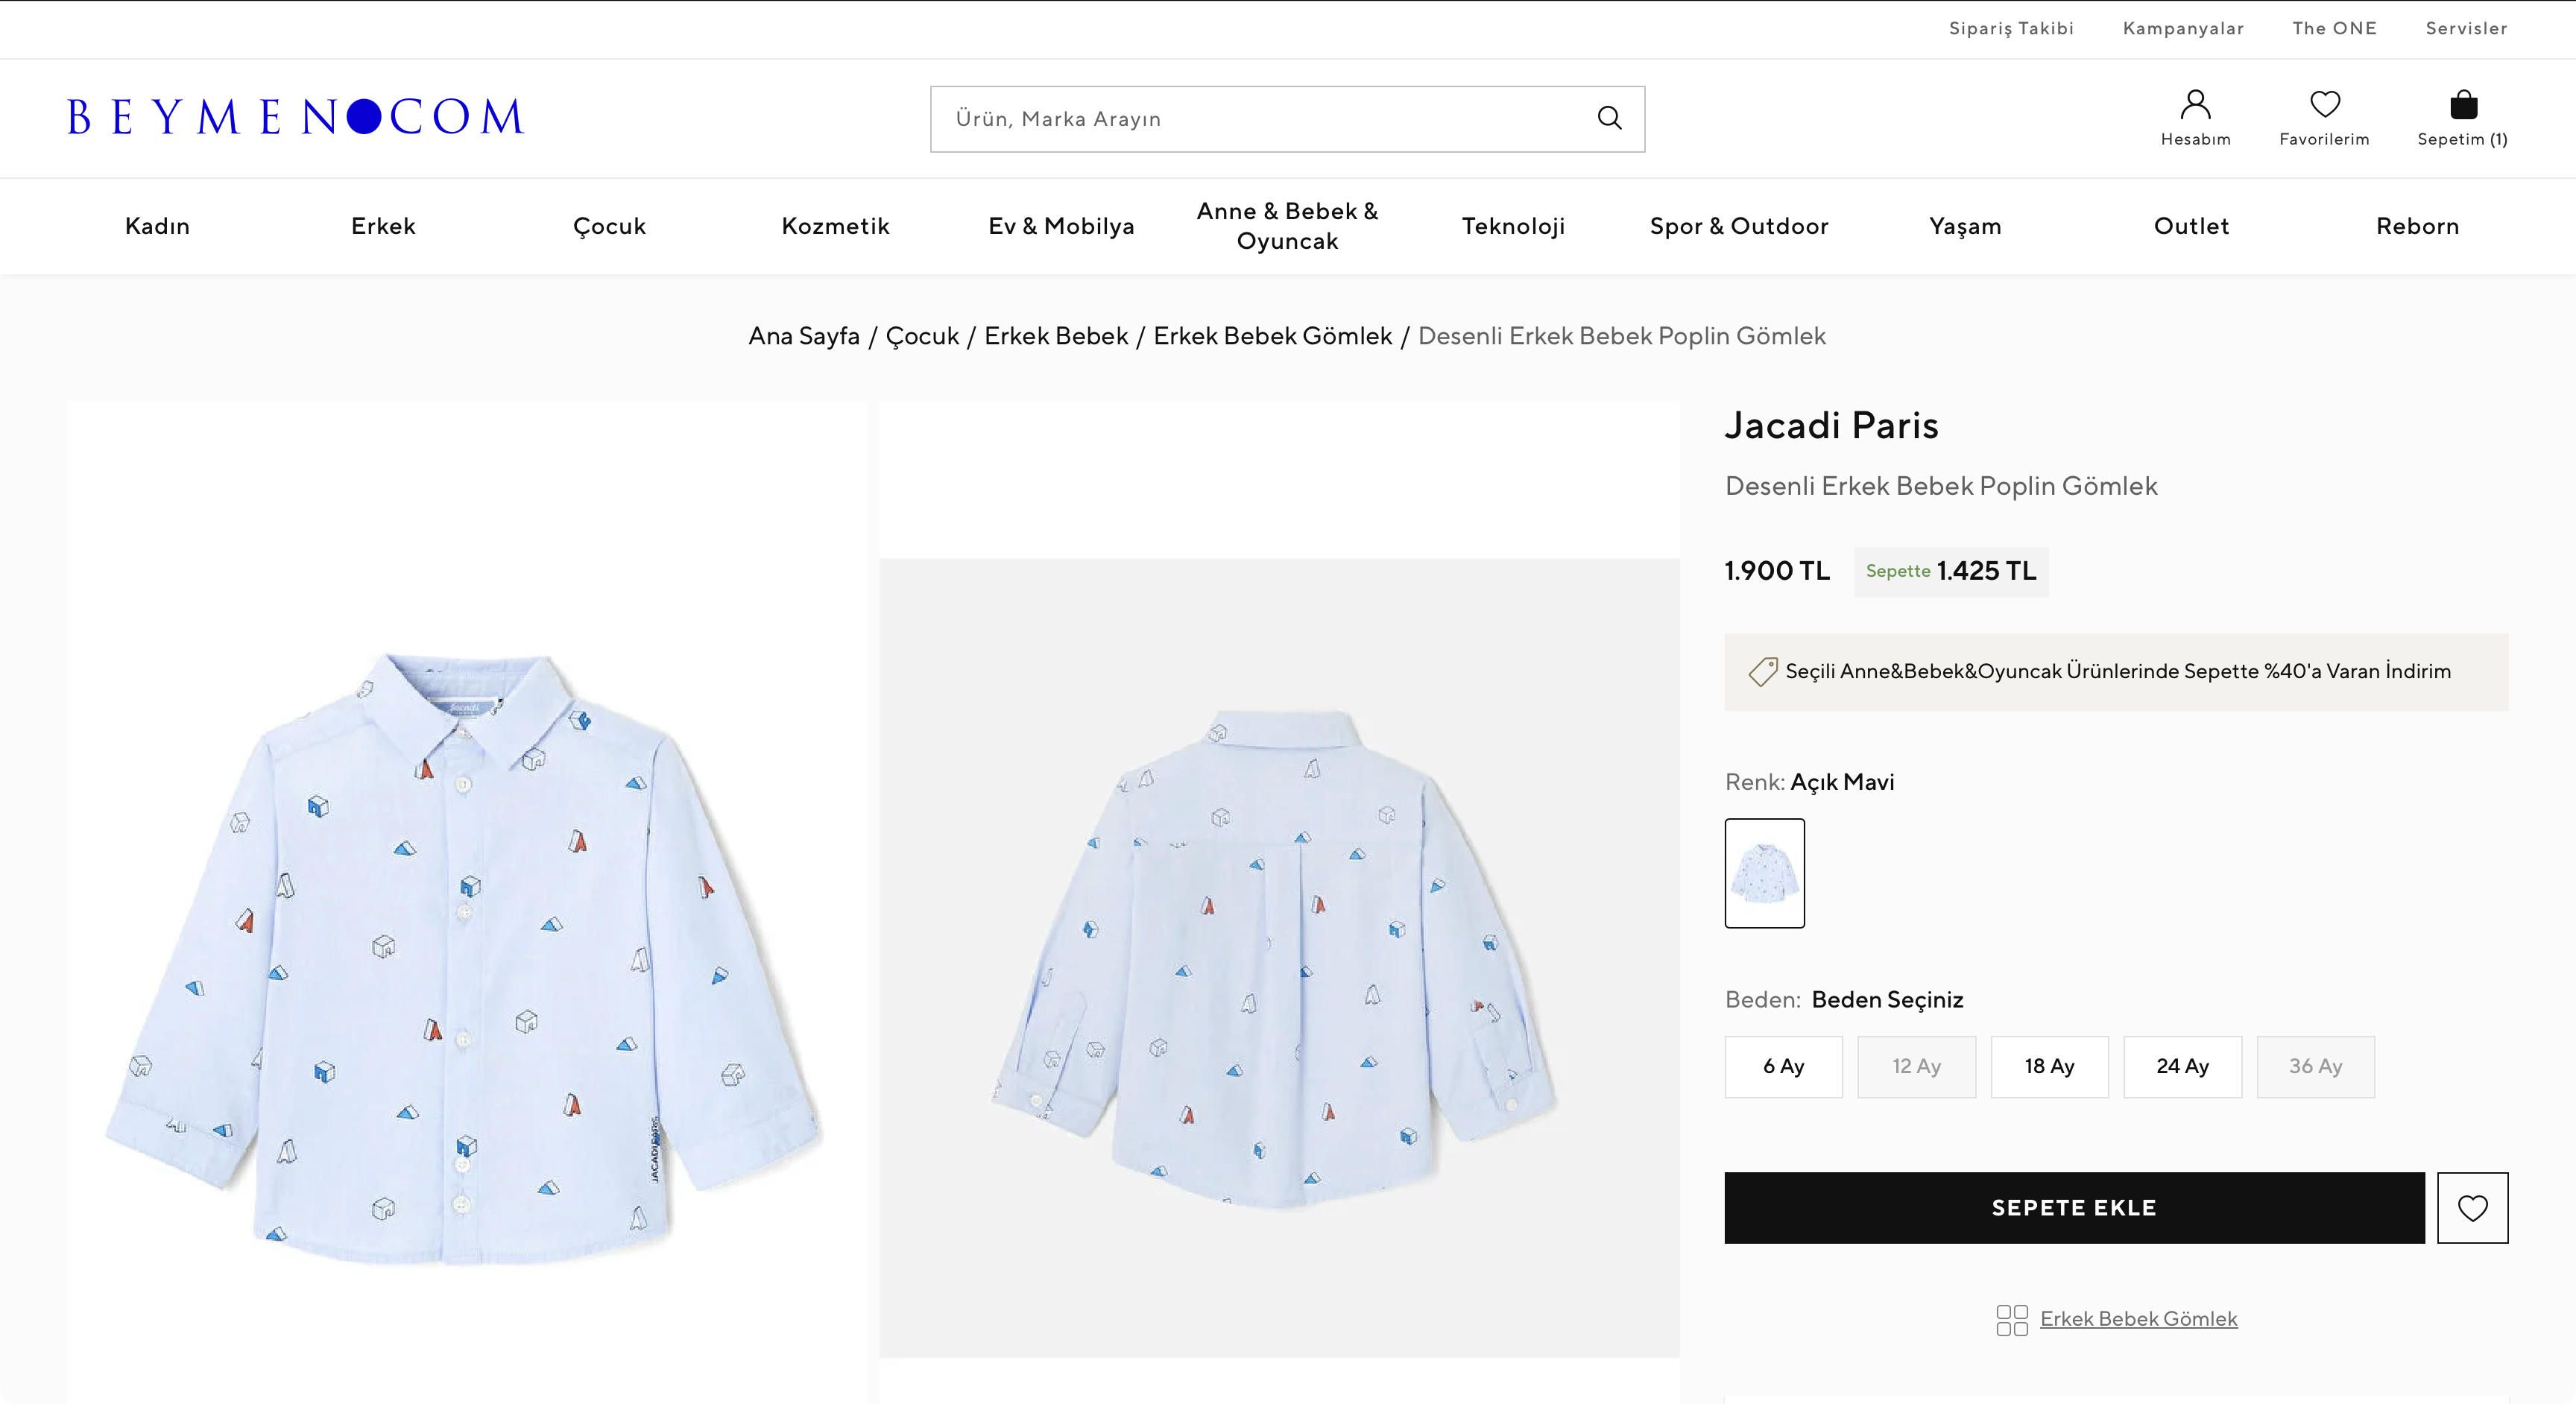 Sipariş Takibi
Kampanyalar
The ONE
Servisler
BEYMEN●COM
Ürün, Marka Arayın
Hesabım
Favorilerim
Sepetim (1)
Kadın
Erkek
Çocuk
Kozmetik
Ev & Mobilya
Anne & Bebek &
Oyuncak
Teknoloji
Spor & Outdoor
Yaşam
Outlet
Reborn
Ana Sayfa / Çocuk / Erkek Bebek / Erkek Bebek Gömlek / Desenli Erkek Bebek Poplin Gömlek
Jacadi Paris
Desenli Erkek Bebek Poplin Gömlek
1.900 TL
Sepette 1.425 TL
Seçili Anne&Bebek&Oyuncak Ürünlerinde Sepette %40'a Varan İndirim
Renk: Açık Mavi
Beden: Beden Seçiniz
6 Ay
12 Ay
18 Ay
24 Ay
36 Ay
SEPETE EKLE
Erkek Bebek Gömlek
Jacadi
JACADI PARIS